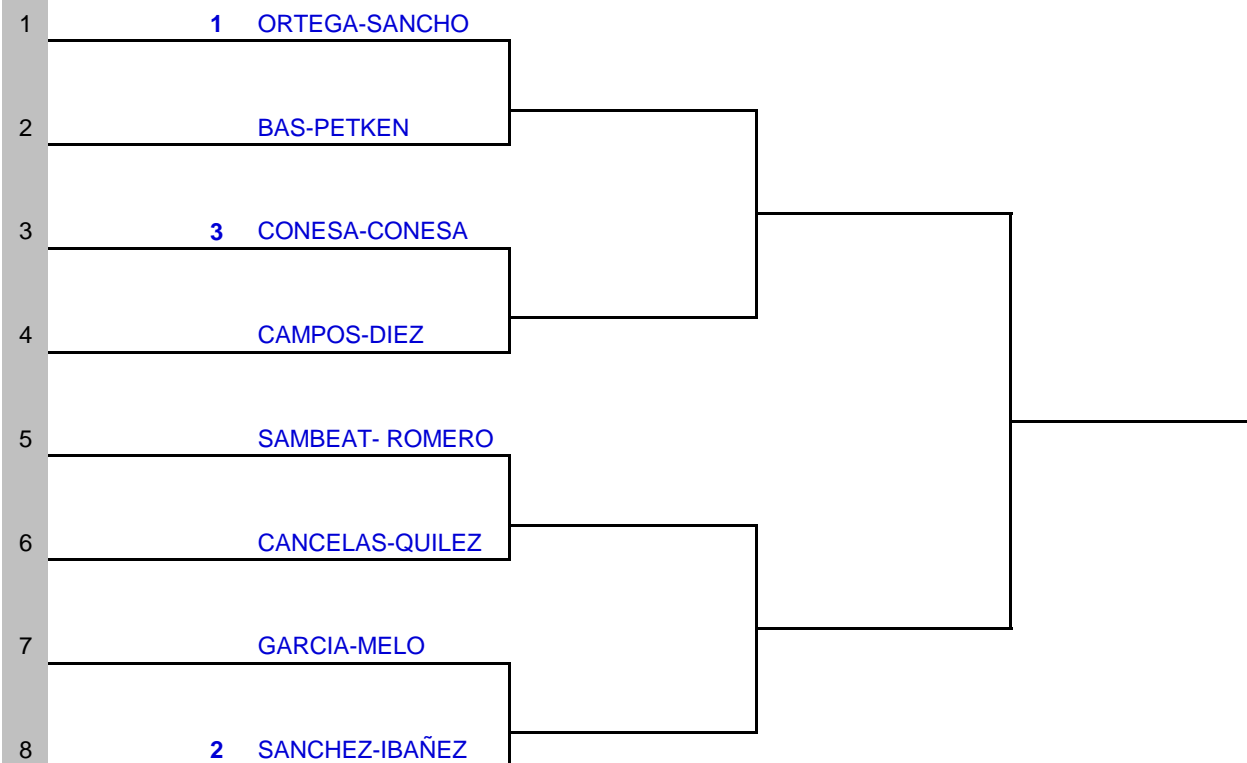 1 1 ORTEGA-SANCHO
2 BAS-PETKEN
3 3 CONESA-CONESA
4 CAMPOS-DIEZ
5 SAMBEAT- ROMERO
6 CANCELAS-QUILEZ
7 GARCIA-MELO
8 2 SANCHEZ-IBAÑEZ